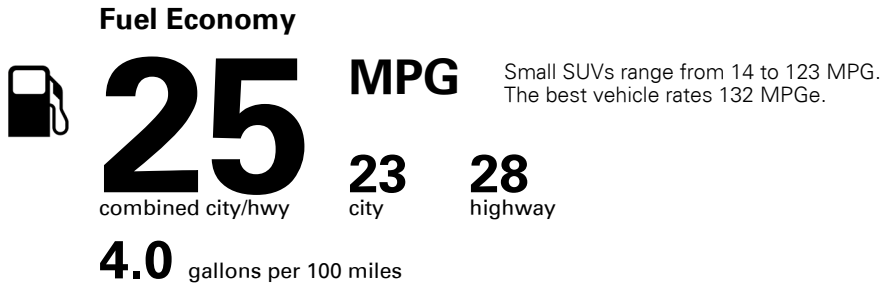 Fuel Economy
25 MPG
Small SUVs range from 14 to 123 MPG.
The best vehicle rates 132 MPGe.
23 28
combined city/hwy city highway
4.0 gallons per 100 miles